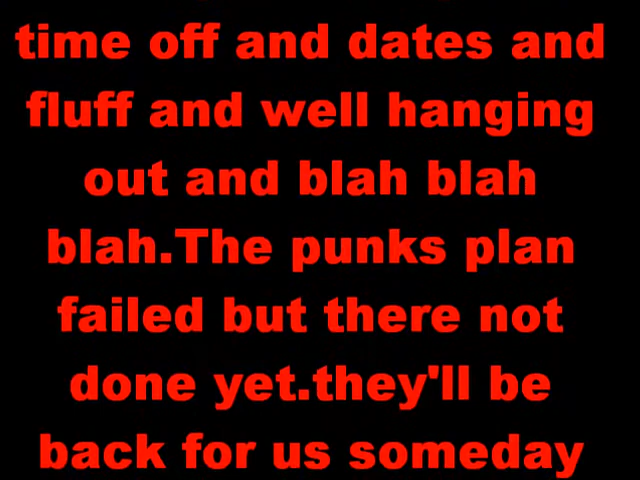 time off and dates and
fluff and well hanging
out and blah blah
blah.The punks plan
failed but there not
done yet.they'll be
back for us someday